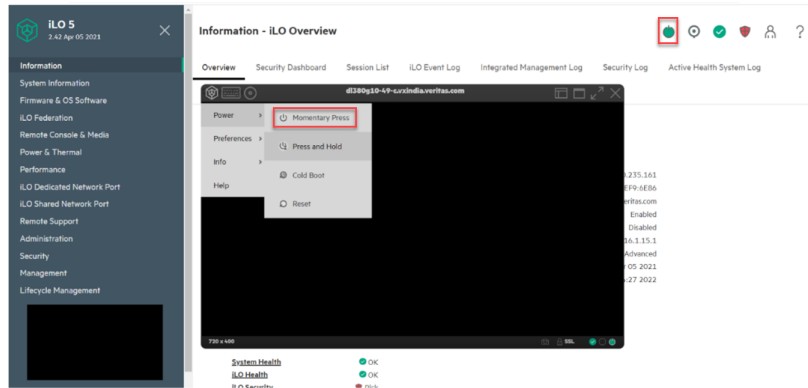 iLO 5
2.42 Apr 05 2021
Information
System Information
Firmware & OS Software
iLO Federation
Remote Console & Media
Power & Thermal
Performance
iLO Dedicated Network Port
iLO Shared Network Port
Remote Support
Administration
Security
Management
Lifecycle Management
Information - iLO Overview
?
Overview Security Dashboard Session List iLO Event Log Integrated Management Log Security Log Active Health System Log
dl380g10-49-c.vxindia.veritas.com
Power
Preferences
Info
Help
Momentary Press
Press and Hold
Cold Boot
Reset
.235.161
EF9:6E86
eritas.com
Enabled
Disabled
16.1.15.1
Advanced
05 2021
:27 2022
720 x 400
SSL
System Health OK
iLO Health OK
iLO Security Risk